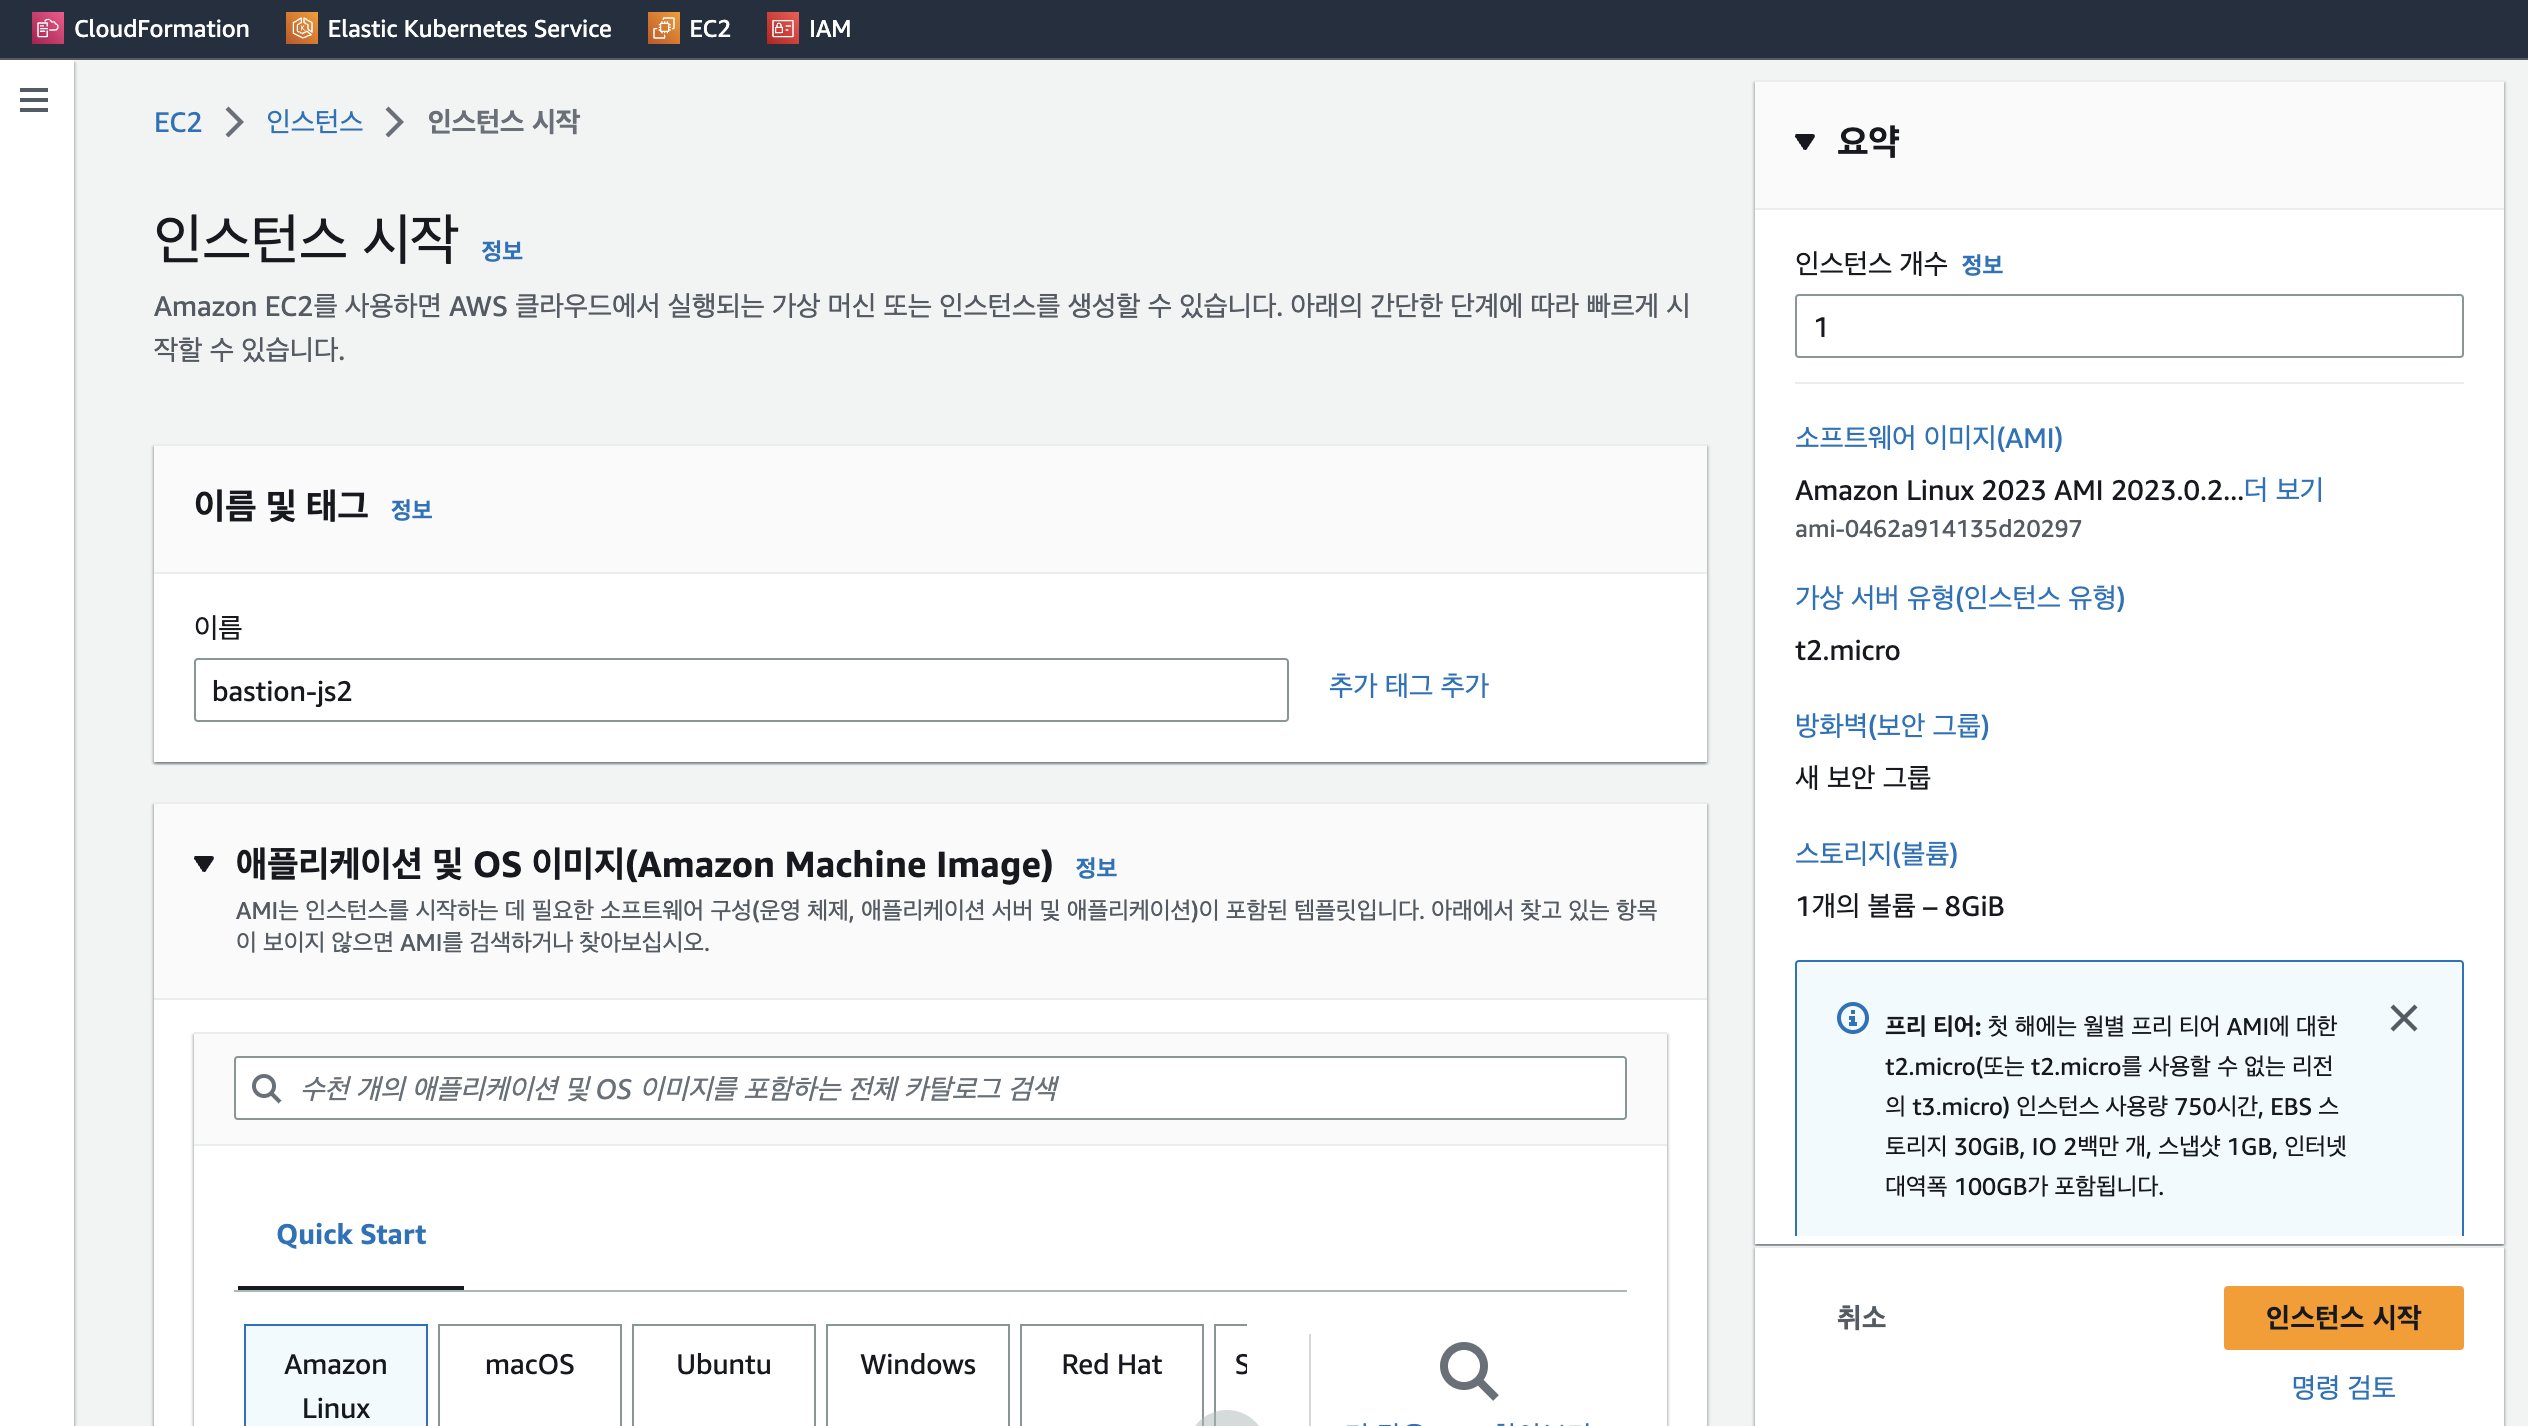 CloudFormation
Elastic Kubernetes Service
EC2
IAM
EC2
인스턴스
인스턴스 시작
인스턴스 시작 정보
Amazon EC2를 사용하면 AWS 클라우드에서 실행되는 가상 머신 또는 인스턴스를 생성할 수 있습니다. 아래의 간단한 단계에 따라 빠르게 시
작할 수 있습니다.
이름 및 태그 정보
이름
bastion-js2
추가 태그 추가
애플리케이션 및 OS 이미지(Amazon Machine Image) 정보
AMI는 인스턴스를 시작하는 데 필요한 소프트웨어 구성(운영 체제, 애플리케이션 서버 및 애플리케이션)이 포함된 템플릿입니다. 아래에서 찾고 있는 항목
이 보이지 않으면 AMI를 검색하거나 찾아보십시오.
수천 개의 애플리케이션 및 OS 이미지를 포함하는 전체 카탈로그 검색
Quick Start
Amazon
Linux
macOS
Ubuntu
Windows
Red Hat
S
요약
인스턴스 개수 정보
1
소프트웨어 이미지(AMI)
Amazon Linux 2023 AMI 2023.0.2...더 보기
ami-0462a914135d20297
가상 서버 유형(인스턴스 유형)
t2.micro
방화벽(보안 그룹)
새 보안 그룹
스토리지(볼륨)
1개의 볼륨 – 8GiB
프리 티어: 첫 해에는 월별 프리 티어 AMI에 대한
t2.micro(또는 t2.micro를 사용할 수 없는 리전
의 t3.micro) 인스턴스 사용량 750시간, EBS 스
토리지 30GiB, IO 2백만 개, 스냅샷 1GB, 인터넷
대역폭 100GB가 포함됩니다.
취소
인스턴스 시작
명령 검토